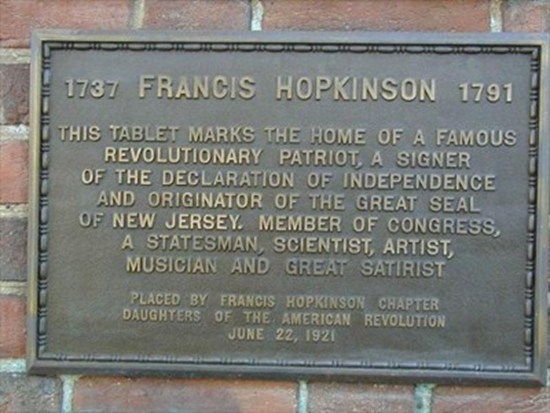 1737 FRANCIS HOPKINSON 1791
THIS TABLET MARKS THE HOME OF A FAMOUS
REVOLUTIONARY PATRIOT, A SIGNER
OF THE DECLARATION OF INDEPENDENCE
AND ORIGINATOR OF THE GREAT SEAL
OF NEW JERSEY. MEMBER OF CONGRESS,
A STATESMAN, SCIENTIST, ARTIST,
MUSICIAN AND GREAT SATIRIST
PLACED BY FRANCIS HOPKINSON CHAPTER
DAUGHTERS OF THE AMERICAN REVOLUTION
JUNE 22, 1921